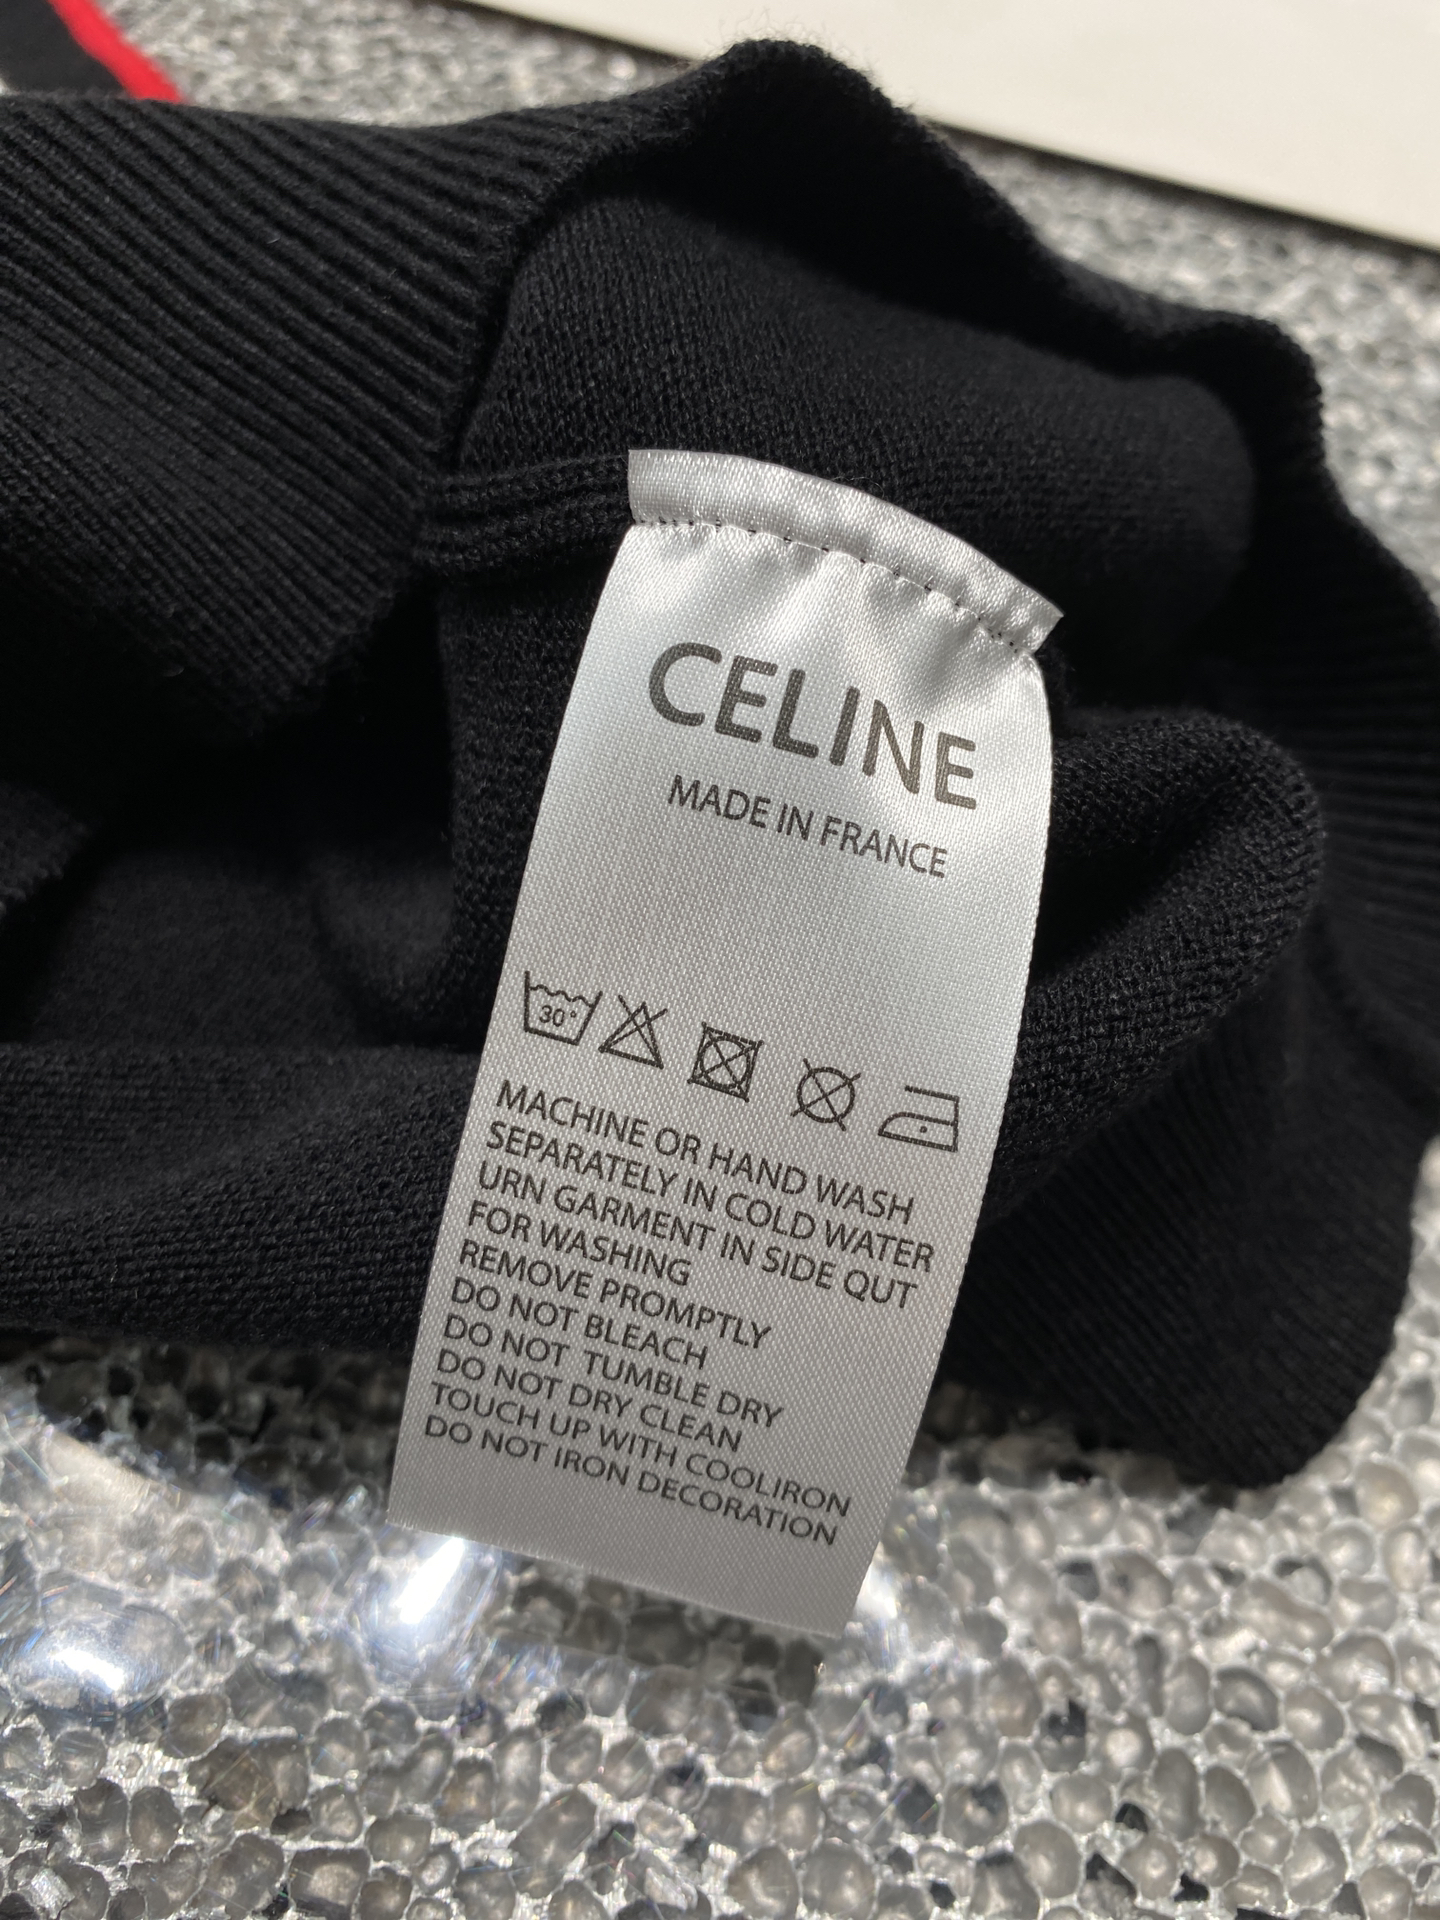 CELINE
MADE IN FRANCE
30°
MACHINE OR HAND WASH
SEPARATELY IN COLD WATER
URN GARMENT IN SIDE QUT
FOR WASHING
REMOVE PROMPTLY
DO NOT BLEACH
DO NOT TUMBLE DRY
DO NOT DRY CLEAN
TOUCH UP WITH COOLIRON
DO NOT IRON DECORATION